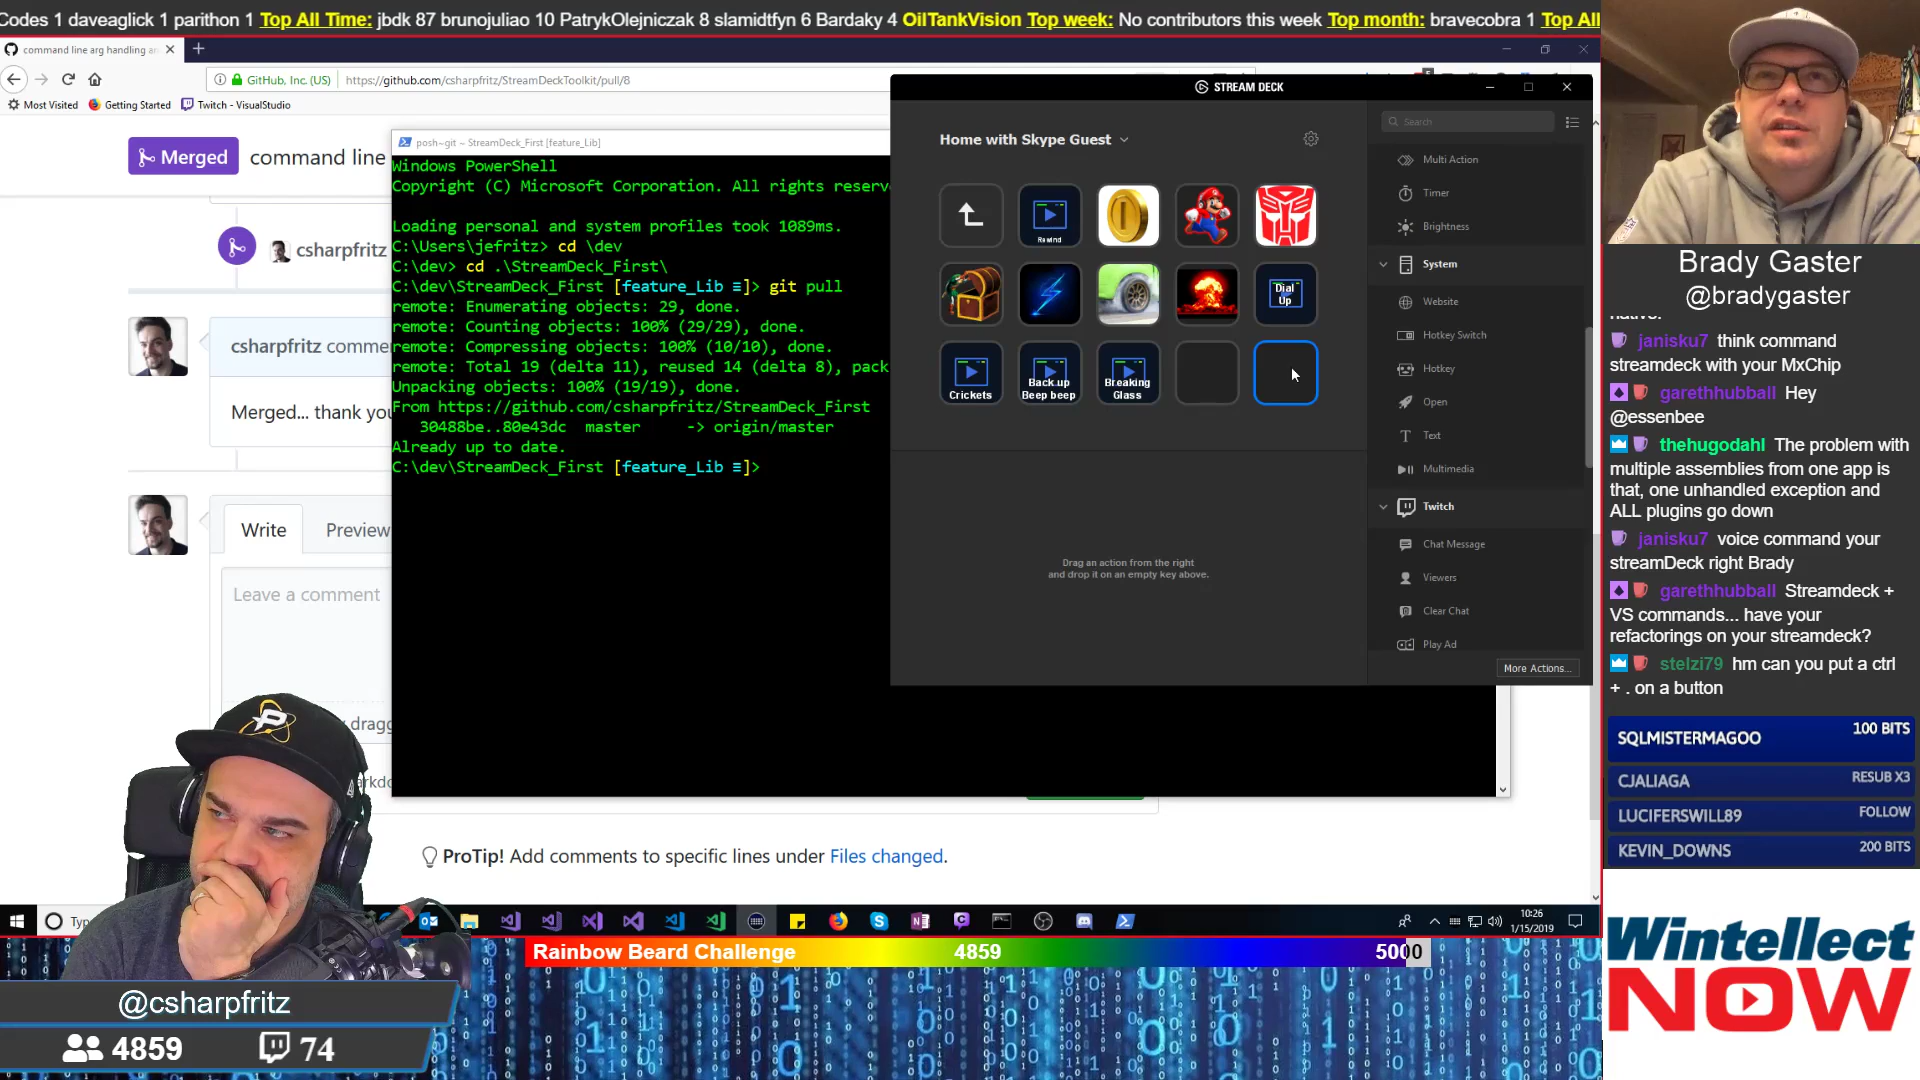 Codes 1 daveaglick 1 parithon 1 Top All Time: jbdk 87 brunojuliao 10 PatrykOlejniczak 8 slamidtfyn 6 Bardaky 4 OilTankVision Top week: No contributors this week Top month: bravecobra 1 Top All
command line arg handling an
GitHub, Inc. (US)
https://github.com/csharpfritz/StreamDeckToolkit/pull/8
Most Visited
Getting Started
Twitch - VisualStudio
Merged
command line
csharpfritz
csharpfritz comme
Merged... thank you
Write
Preview
Leave a comment
dragg
ProTip! Add comments to specific lines under Files changed.
posh~git ~ StreamDeck_First [feature_Lib]
Windows PowerShell
Copyright (C) Microsoft Corporation. All rights reserve
Loading personal and system profiles took 1089ms.
C:\Users\jefritz> cd \dev
C:\dev> cd .\StreamDeck_First\
C:\dev\StreamDeck_First [feature_Lib ≡]> git pull
remote: Enumerating objects: 29, done.
remote: Counting objects: 100% (29/29), done.
remote: Compressing objects: 100% (10/10), done.
remote: Total 19 (delta 11), reused 14 (delta 8), pack
Unpacking objects: 100% (19/19), done.
From https://github.com/csharpfritz/StreamDeck_First
30488be..80e43dc master -> origin/master
Already up to date.
C:\dev\StreamDeck_First [feature_Lib ≡]>
STREAM DECK
Home with Skype Guest
Rewind
Dial
Up
Crickets
Back up
Beep beep
Breaking
Glass
Drag an action from the right
and drop it on an empty key above.
Search
Multi Action
Timer
Brightness
System
Website
Hotkey Switch
Hotkey
Open
Text
Multimedia
Twitch
Chat Message
Viewers
Clear Chat
Play Ad
More Actions...
Brady Gaster
@bradygaster
janisku7 think command
streamdeck with your MxChip
garethhubball Hey
@essenbee
thehugodahl The problem with
multiple assemblies from one app is
that, one unhandled exception and
ALL plugins go down
janisku7 voice command your
streamDeck right Brady
garethhubball Streamdeck +
VS commands... have your
refactorings on your streamdeck?
stelzi79 hm can you put a ctrl
+ . on a button
SQLMISTERMAGOO 100 BITS
CJALIAGA RESUB X3
LUCIFERSWILL89 FOLLOW
KEVIN_DOWNS 200 BITS
Wintellect
NOW
10:26
1/15/2019
Rainbow Beard Challenge 4859 5000
@csharpfritz
4859 74